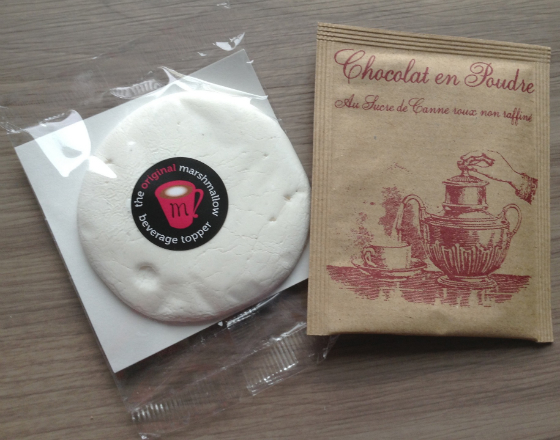 the original marshmallow
m
beverage topper
Chocolat en Poudre
Au Sucre de Canne roux non raffiné